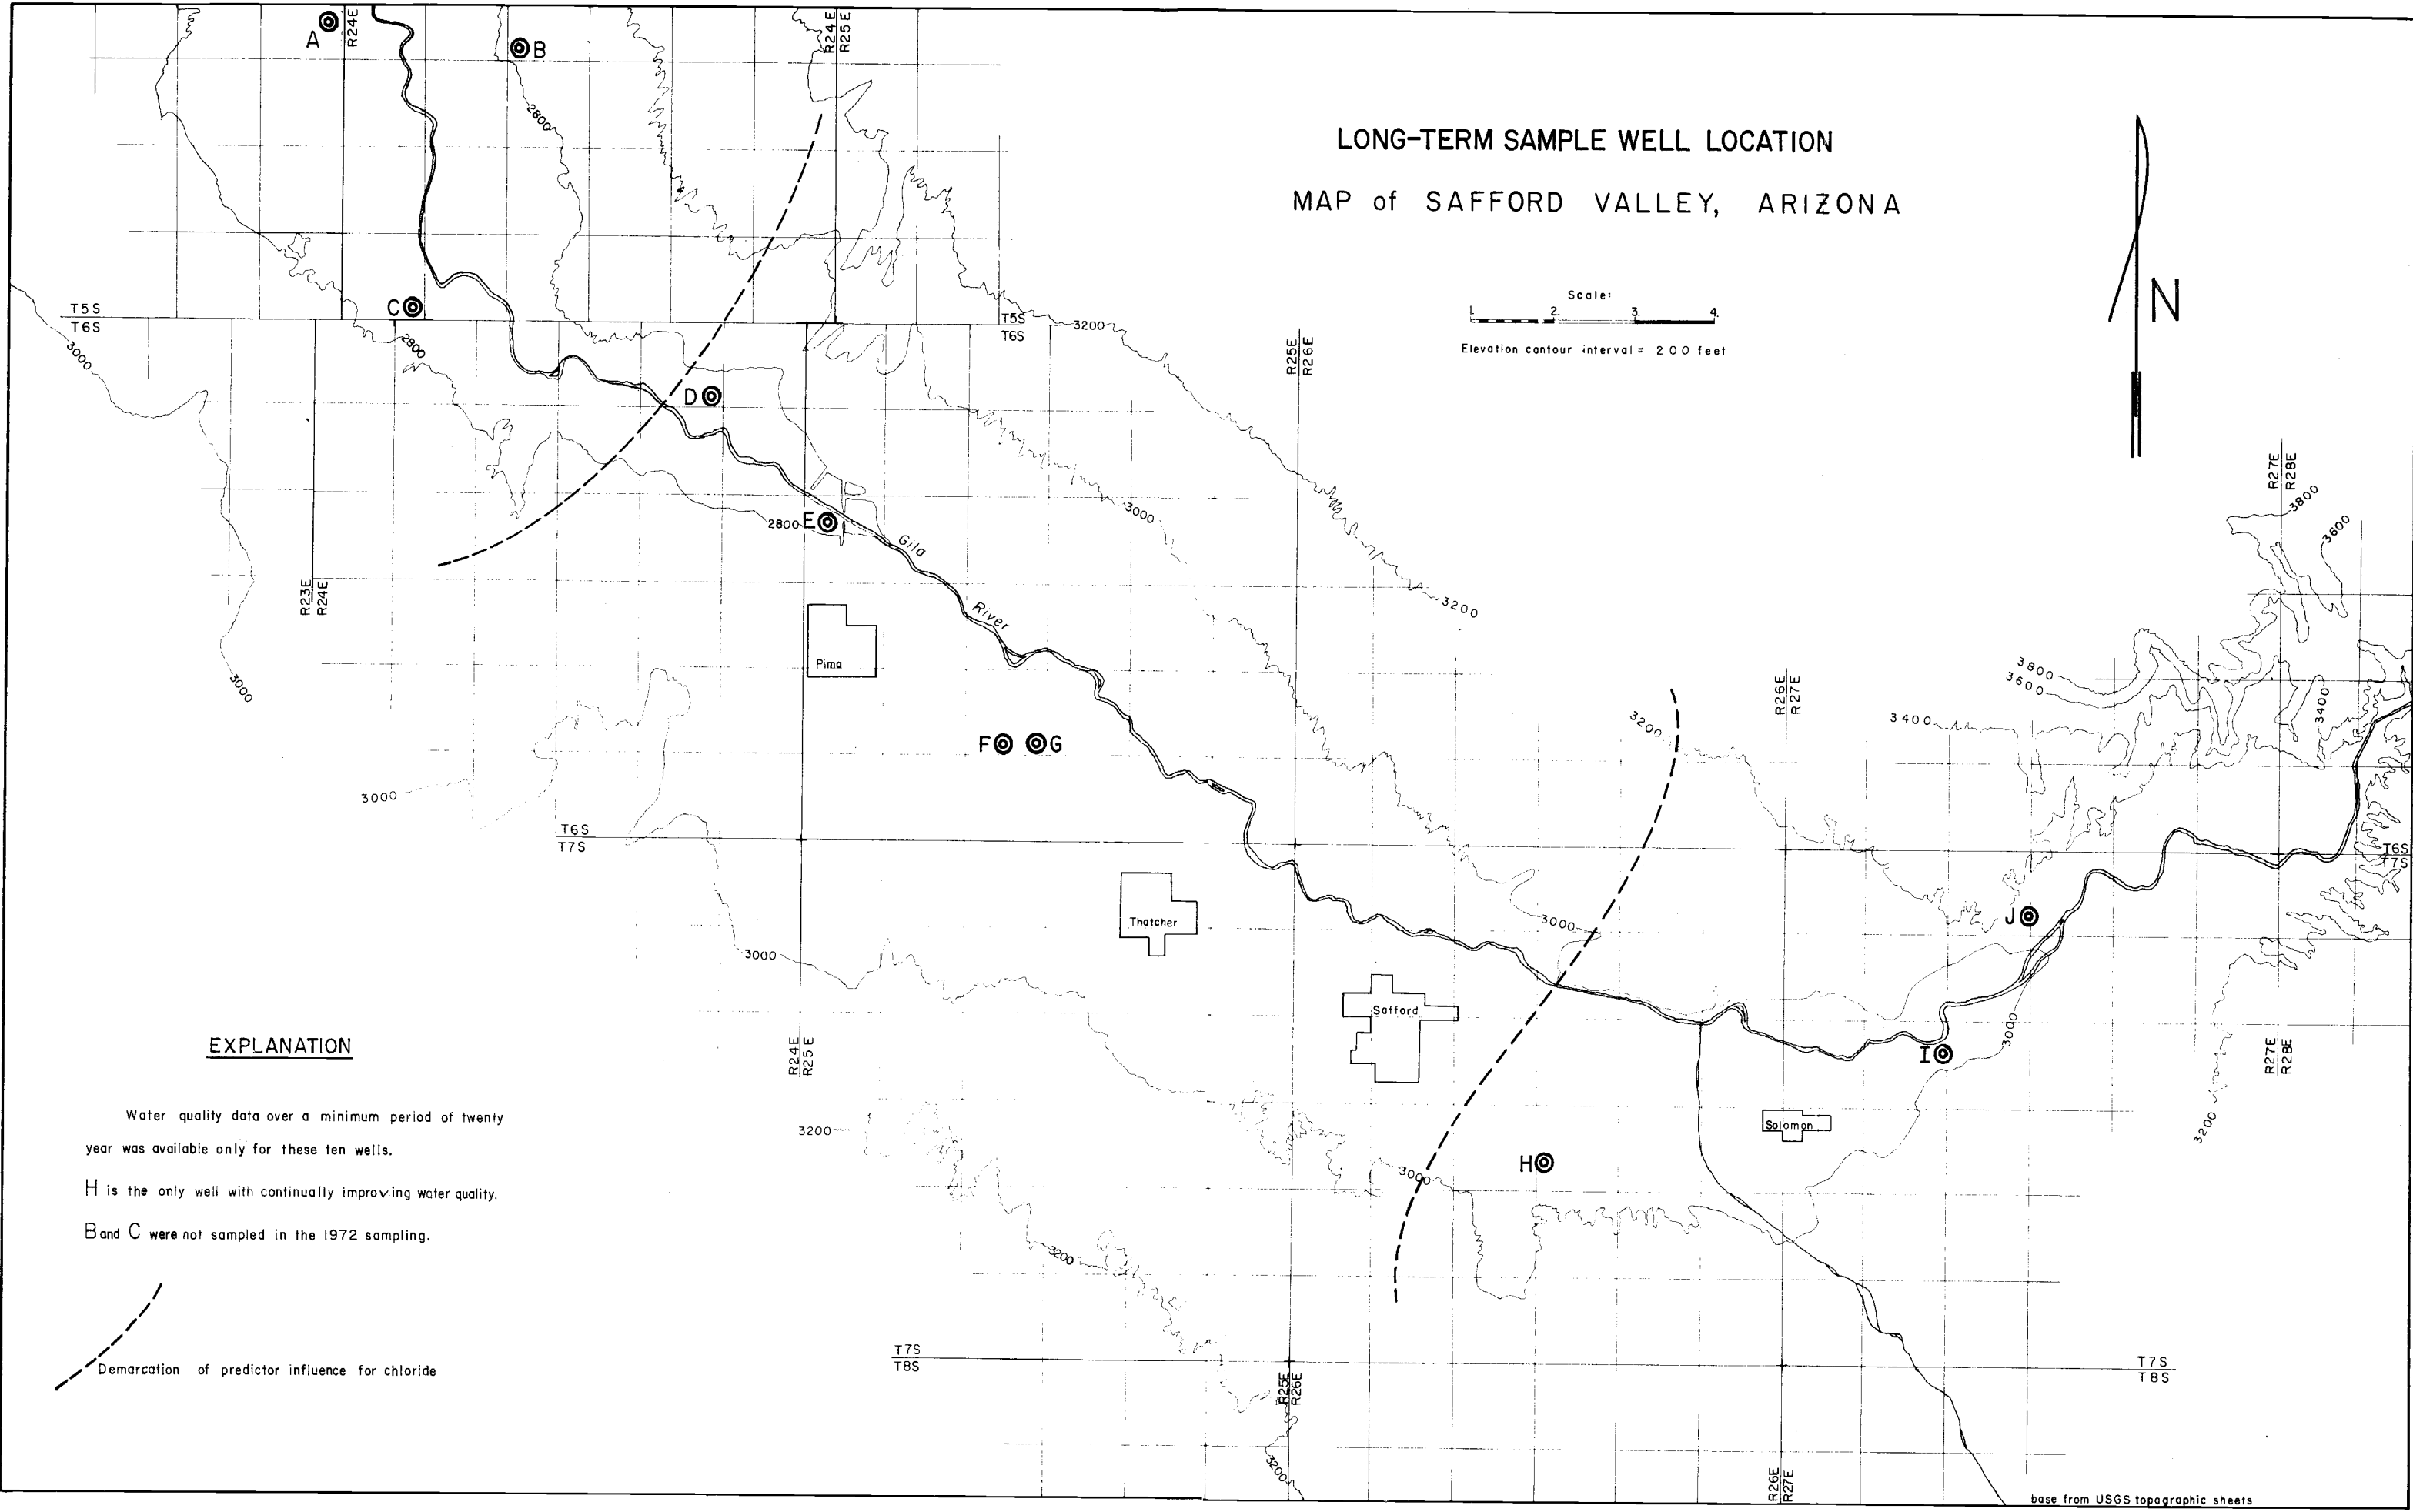 A
R24E
B
R24E
R25E
2800
LONG-TERM SAMPLE WELL LOCATION
MAP of SAFFORD VALLEY, ARIZONA
N
Scale:
1. 2. 3. 4.
Elevation contour interval = 200 feet
C
T5S
T6S
T5S
T6S
3200
3000
2800
R25E
R26E
D
R27E
R28E
3800
3600
3000
2800
E
Gila
River
R23E
R24E
3200
Pima
3000
3800
3600
3400
R26E
R27E
3200
3400
F
G
3000
T6S
T7S
T6S
T7S
Thatcher
3000
J
3000
Safford
3000
I
R24E
R25E
R27E
R28E
EXPLANATION
Water quality data over a minimum period of twenty
year was available only for these ten wells.
H is the only well with continually improving water quality.
B and C were not sampled in the 1972 sampling.
Demarcation of predictor influence for chloride
3200
Solomon
3200
H
3000
3200
T7S
T8S
T7S
T8S
R25E
R26E
3200
R26E
R27E
base from USGS topagraphic sheets